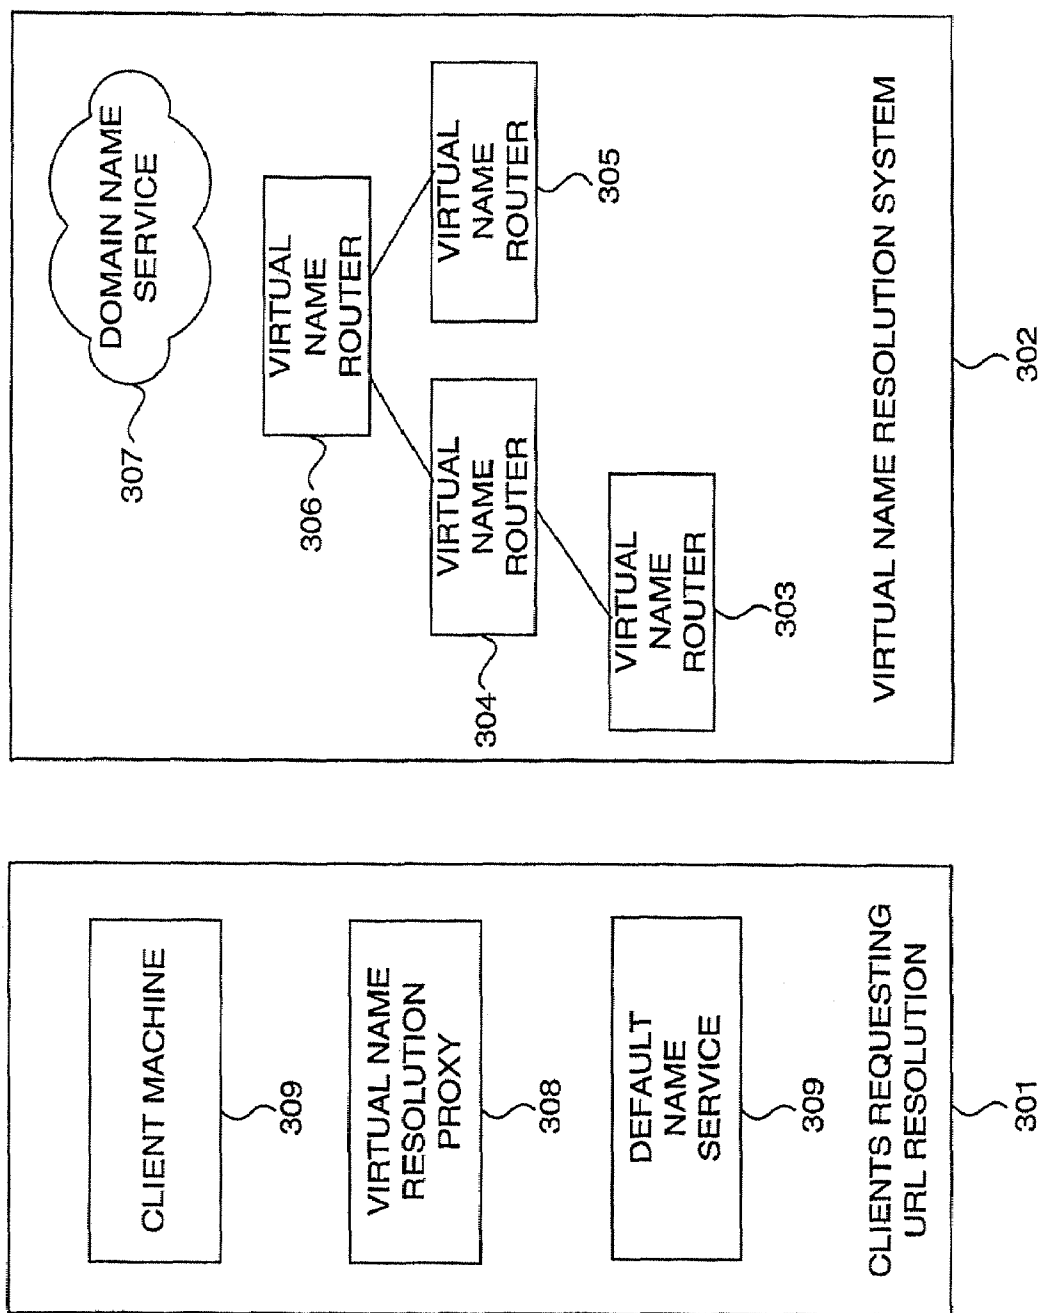 CLIENT MACHINE
309
VIRTUAL NAME
RESOLUTION
PROXY
308
DEFAULT
NAME
SERVICE
309
CLIENTS REQUESTING
URL RESOLUTION
301
DOMAIN NAME
SERVICE
307
VIRTUAL
NAME
ROUTER
306
VIRTUAL
NAME
ROUTER
304
VIRTUAL
NAME
ROUTER
305
VIRTUAL
NAME
ROUTER
303
VIRTUAL NAME RESOLUTION SYSTEM
302